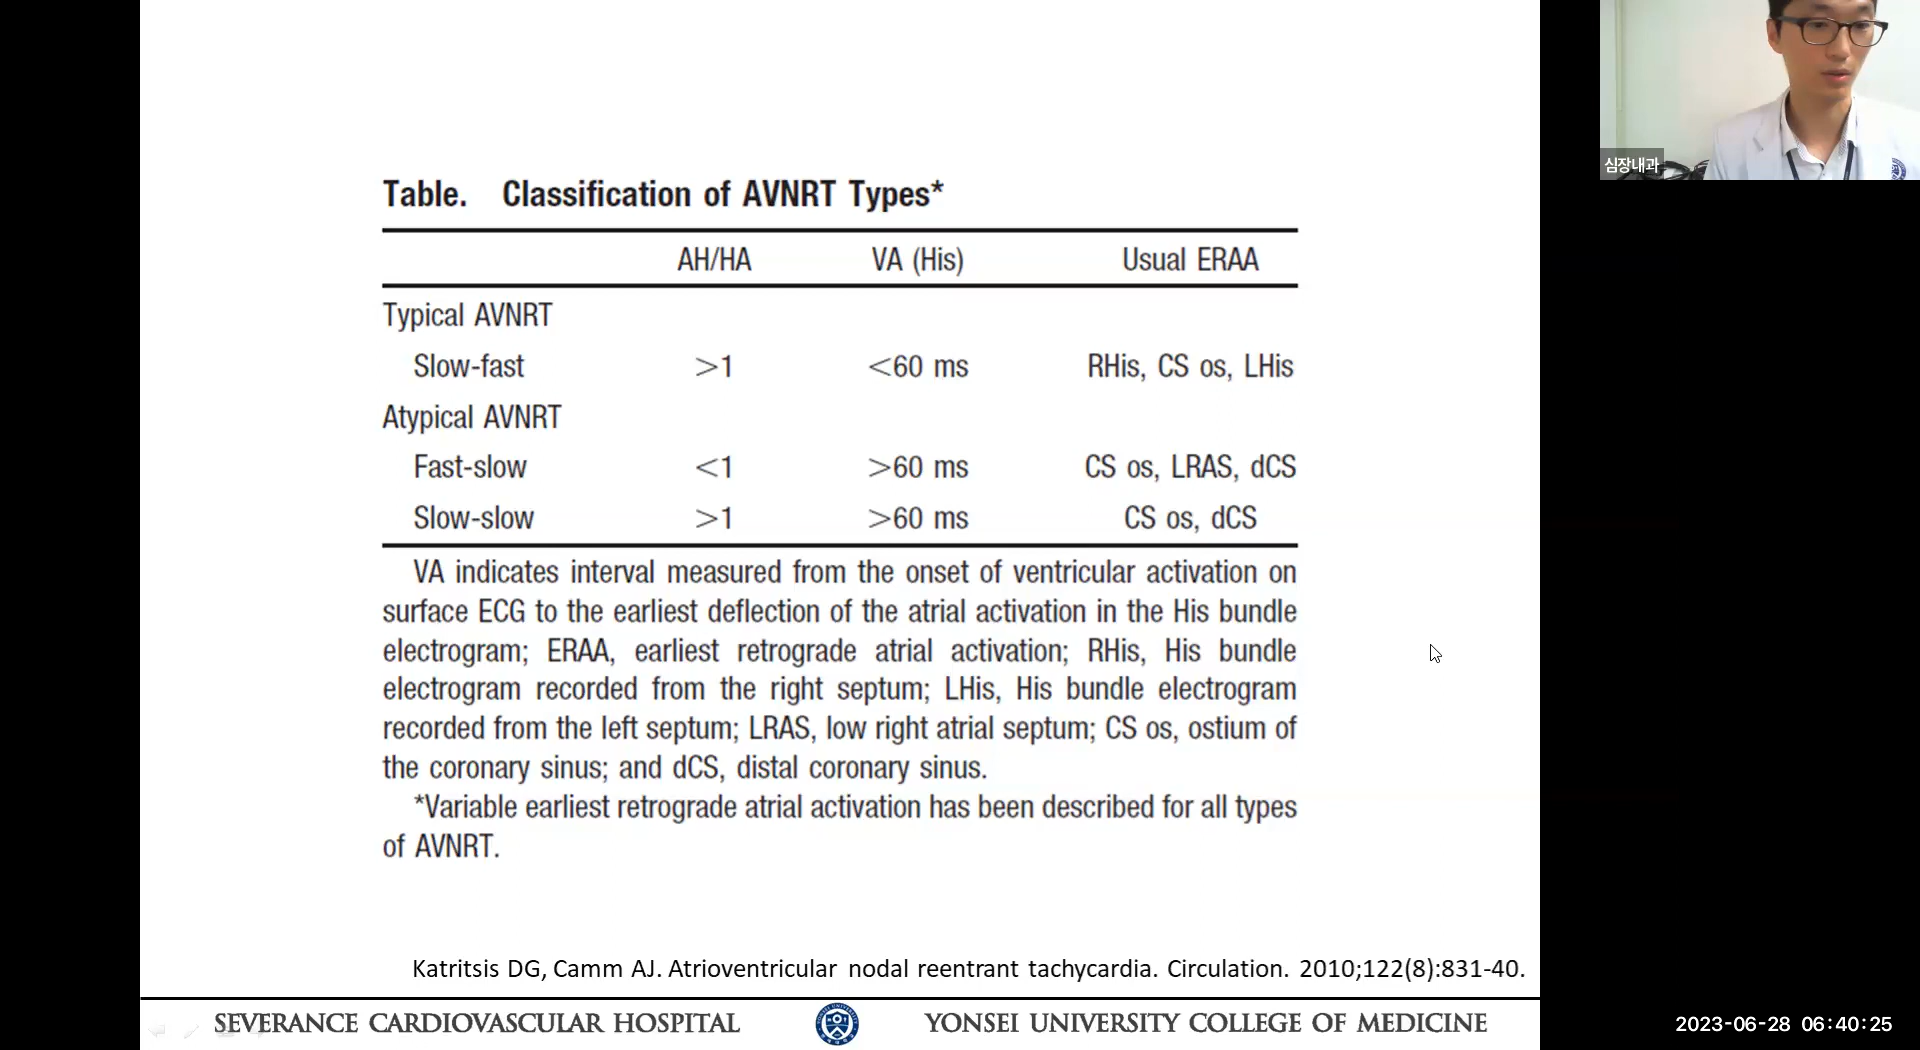 심장내과
Table. Classification of AVNRT Types*
AH/HA VA (His) Usual ERAA
Typical AVNRT
Slow-fast >1 <60 ms RHis, CS os, LHis
Atypical AVNRT
Fast-slow <1 >60 ms CS os, LRAS, dCS
Slow-slow >1 >60 ms CS os, dCS
VA indicates interval measured from the onset of ventricular activation on
surface ECG to the earliest deflection of the atrial activation in the His bundle
electrogram; ERAA, earliest retrograde atrial activation; RHis, His bundle
electrogram recorded from the right septum; LHis, His bundle electrogram
recorded from the left septum; LRAS, low right atrial septum; CS os, ostium of
the coronary sinus; and dCS, distal coronary sinus.
*Variable earliest retrograde atrial activation has been described for all types
of AVNRT.
Katritsis DG, Camm AJ. Atrioventricular nodal reentrant tachycardia. Circulation. 2010;122(8):831-40.
SEVERANCE CARDIOVASCULAR HOSPITAL YONSEI UNIVERSITY COLLEGE OF MEDICINE
2023-06-28 06:40:25